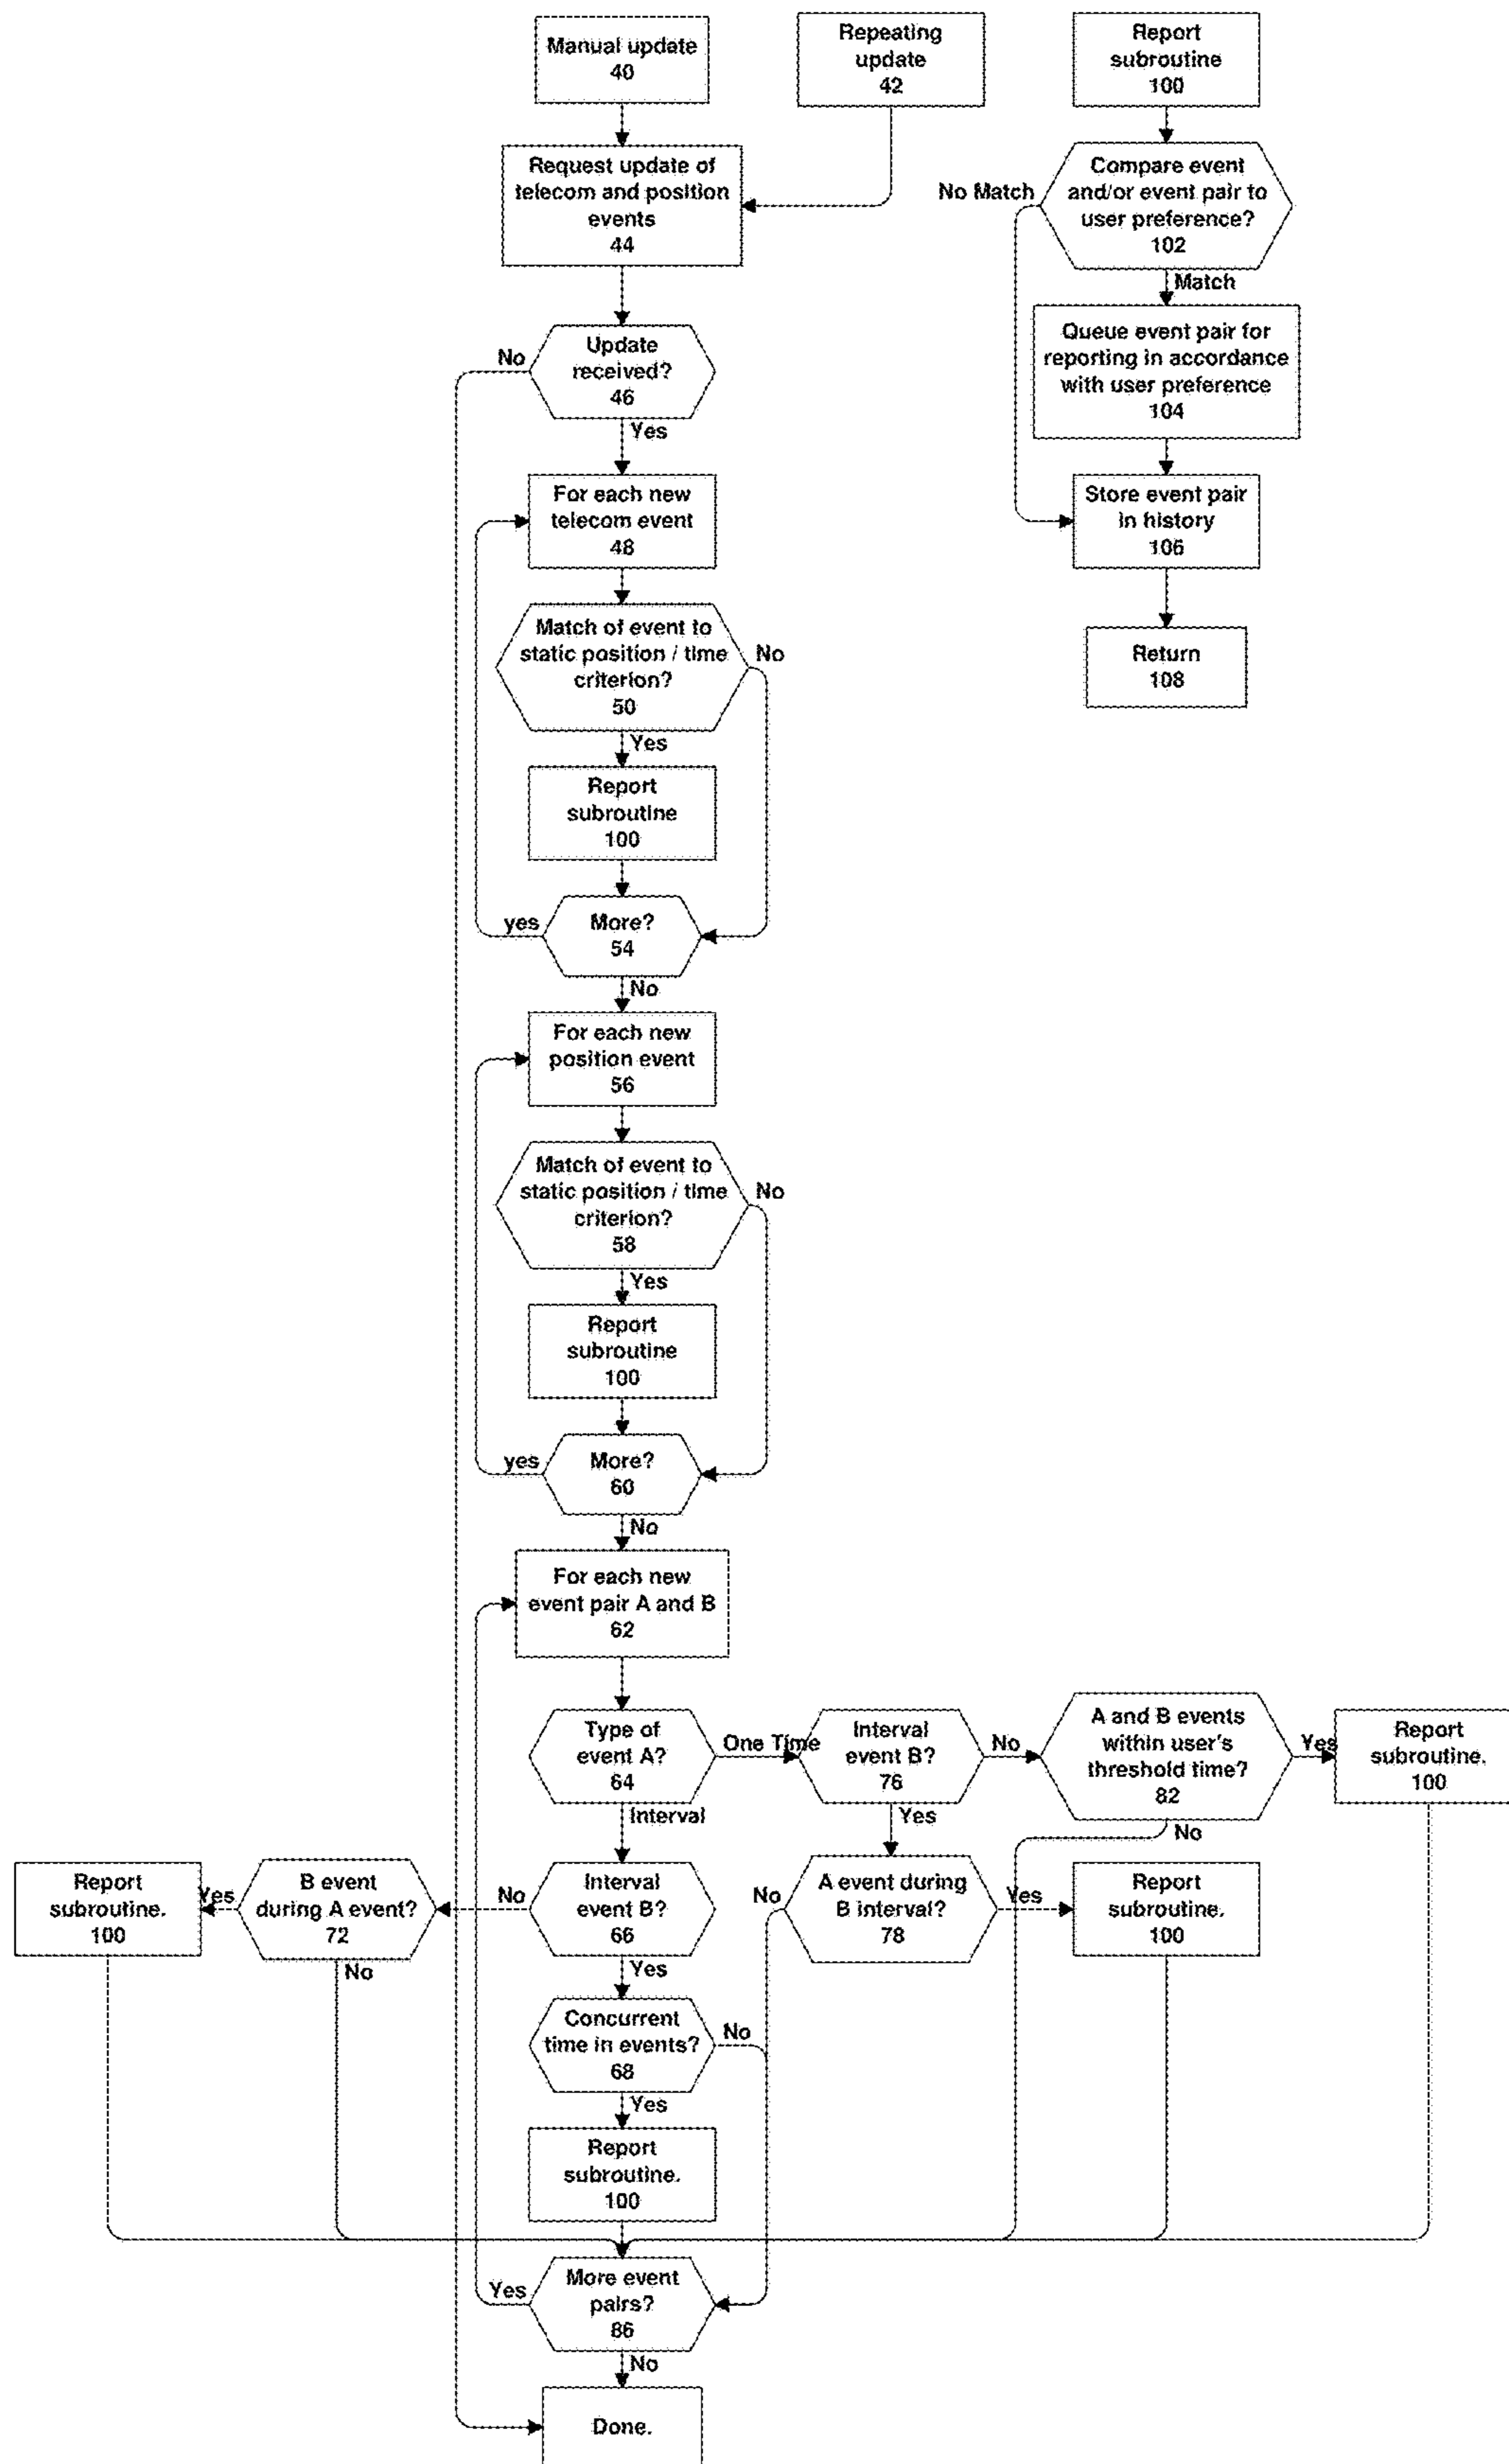 Manual update
40
Repeating
update
42
Report
subroutine
100
Request update of
telecom and position
events
44
Compare event
and/or event pair to
user preference?
102
No Match
Match
Queue event pair for
reporting in accordance
with user preference
104
Update
received?
46
No
Yes
For each new
telecom event
48
Store event pair
in history
106
Match of event to
static position / time
criterion?
50
No
Yes
Return
108
Report
subroutine
100
More?
54
yes
No
For each new
position event
56
Match of event to
static position / time
criterion?
58
No
Yes
Report
subroutine
100
More?
60
yes
No
For each new
event pair A and B
62
Type of
event A?
64
One Time
Interval
Interval
event B?
76
No
Yes
A and B events
within user's
threshold time?
82
Yes
No
Report
subroutine.
100
Report
subroutine.
100
Yes
B event
during A event?
72
No
No
Interval
event B?
66
Yes
No
A event during
B interval?
78
Yes
Report
subroutine.
100
Concurrent
time in events?
68
No
Yes
Report
subroutine.
100
More event
pairs?
86
Yes
No
Done.